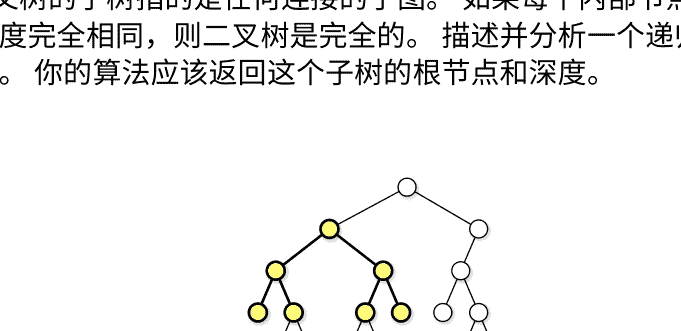 叉树的子树指的是任何连接的子图。 如果每个内部节点
度完全相同，则二叉树是完全的。 描述并分析一个递归
。 你的算法应该返回这个子树的根节点和深度。